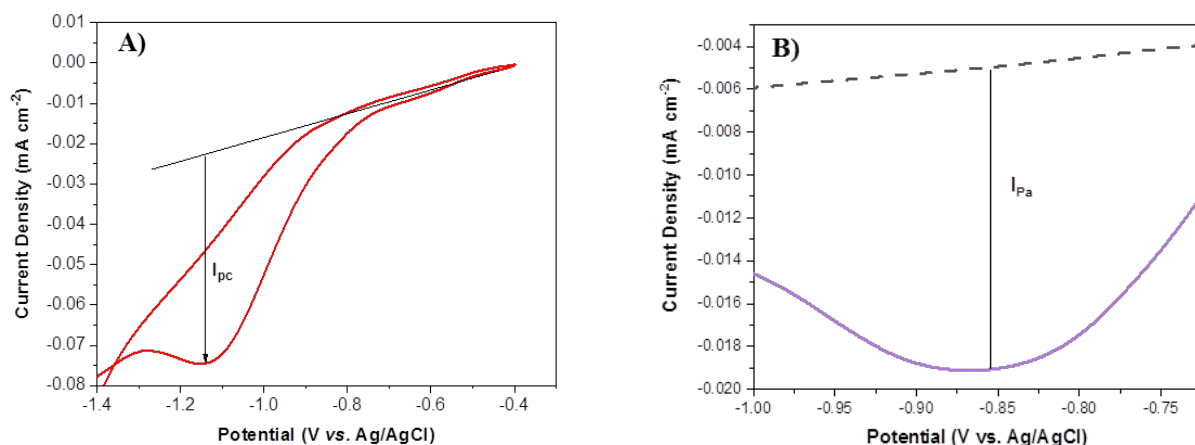 A)
0.01
0.00
-0.01
-0.02
-0.03
-0.04
-0.05
-0.06
-0.07
-0.08
Current Density (mA cm-2)
Ipc
-1.4 -1.2 -1.0 -0.8 -0.6 -0.4
Potential (V vs. Ag/AgCl)
B)
-0.004
-0.006
-0.008
-0.010
-0.012
-0.014
-0.016
-0.018
-0.020
Current Density (mA cm-2)
IPa
-1.00 -0.95 -0.90 -0.85 -0.80 -0.75
Potential (V vs. Ag/AgCl)